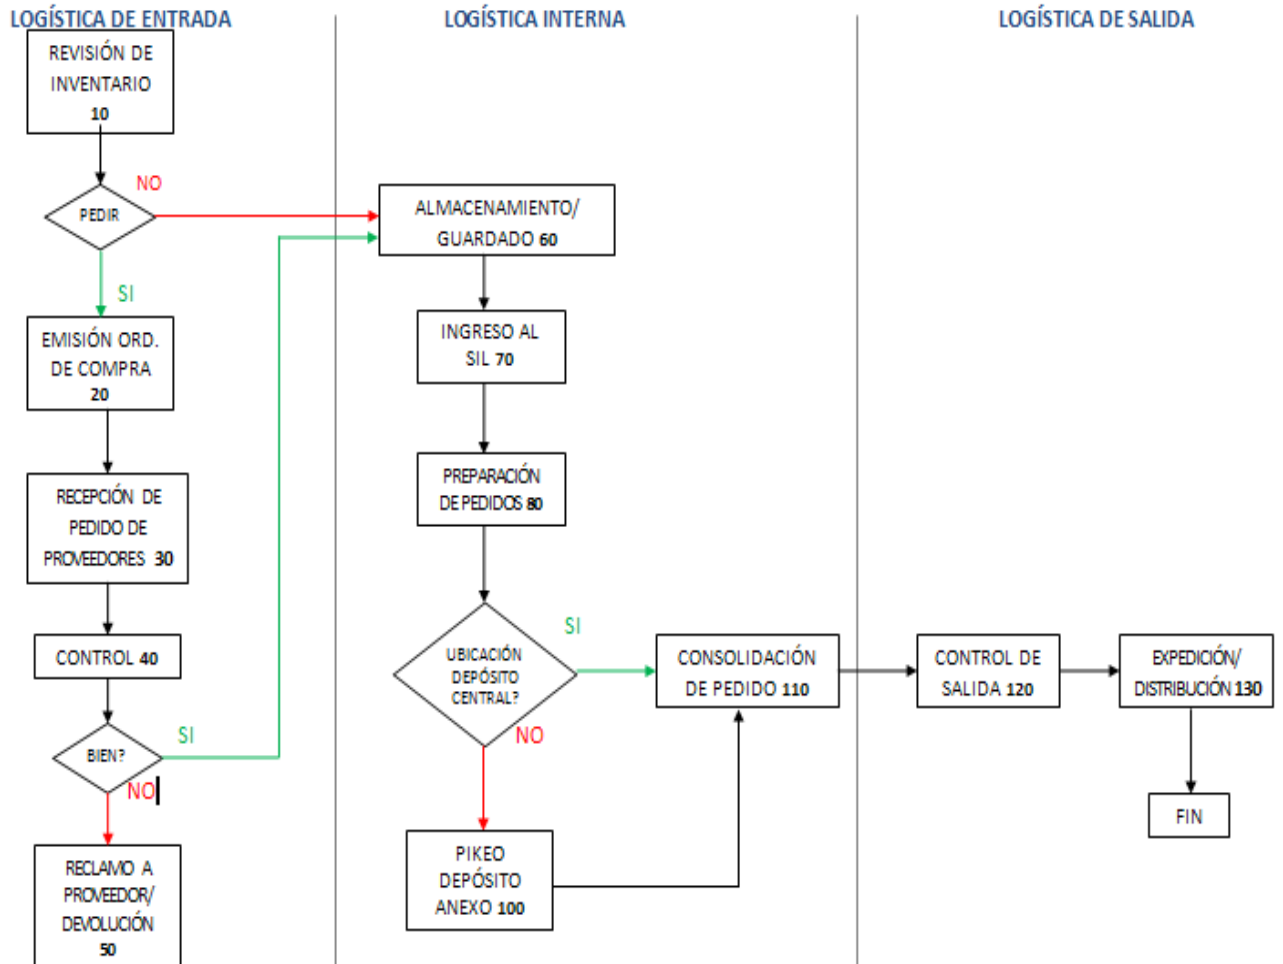 LOGÍSTICA DE ENTRADA
REVISIÓN DE
INVENTARIO
10
PEDIR
NO
SI
EMISIÓN ORD.
DE COMPRA
20
RECEPCIÓN DE
PEDIDO DE
PROVEEDORES 30
CONTROL 40
BIEN?
SI
NO
RECLAMO A
PROVEEDOR/
DEVOLUCIÓN
50
LOGÍSTICA INTERNA
ALMACENAMIENTO/
GUARDADO 60
INGRESO AL
SIL 70
PREPARACIÓN
DE PEDIDOS 80
UBICACIÓN
DEPÓSITO
CENTRAL?
SI
NO
PIKEO
DEPÓSITO
ANEXO 100
CONSOLIDACIÓN
DE PEDIDO 110
LOGÍSTICA DE SALIDA
CONTROL DE
SALIDA 120
EXPEDICIÓN/
DISTRIBUCIÓN 130
FIN